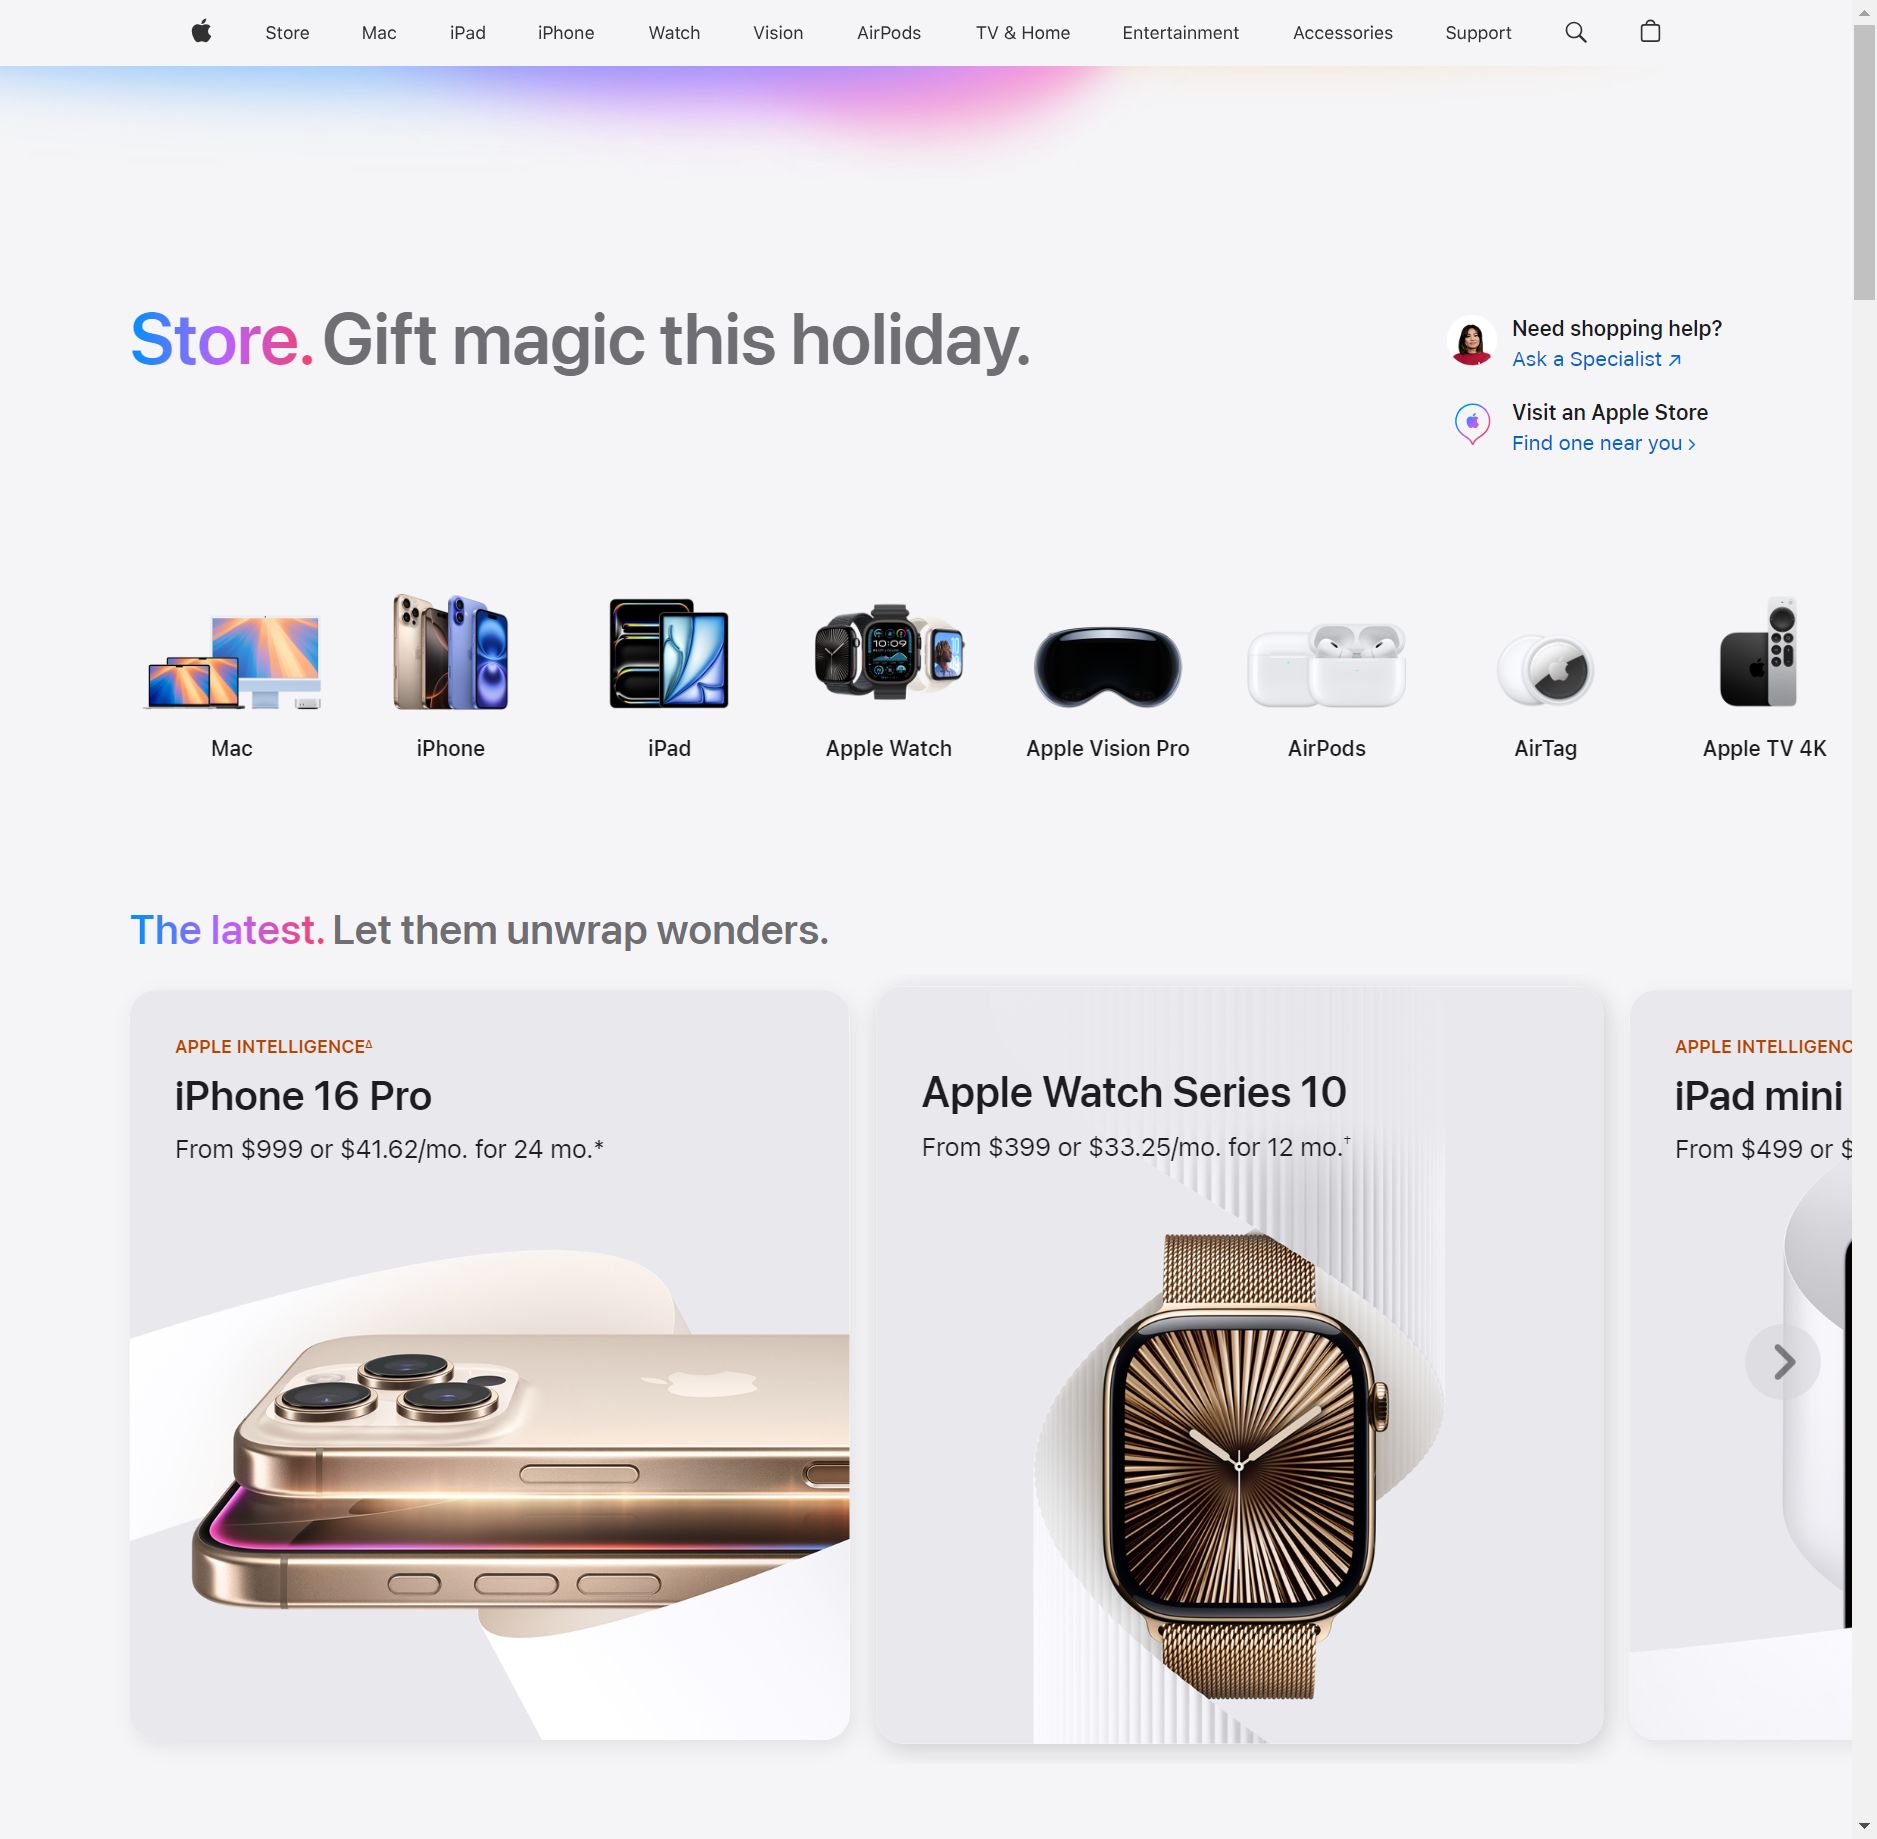 Store
Mac
iPad
iPhone
Watch
Vision
AirPods
TV & Home
Entertainment
Accessories
Support
Store. Gift magic this holiday.
Need shopping help?
Ask a Specialist ↗
Visit an Apple Store
Find one near you ›
Mac
iPhone
iPad
Apple Watch
Apple Vision Pro
AirPods
AirTag
Apple TV 4K
The latest. Let them unwrap wonders.
APPLE INTELLIGENCE∆
iPhone 16 Pro
From $999 or $41.62/mo. for 24 mo.*
Apple Watch Series 10
From $399 or $33.25/mo. for 12 mo.†
APPLE INTELLIGENC
iPad mini
From $499 or $